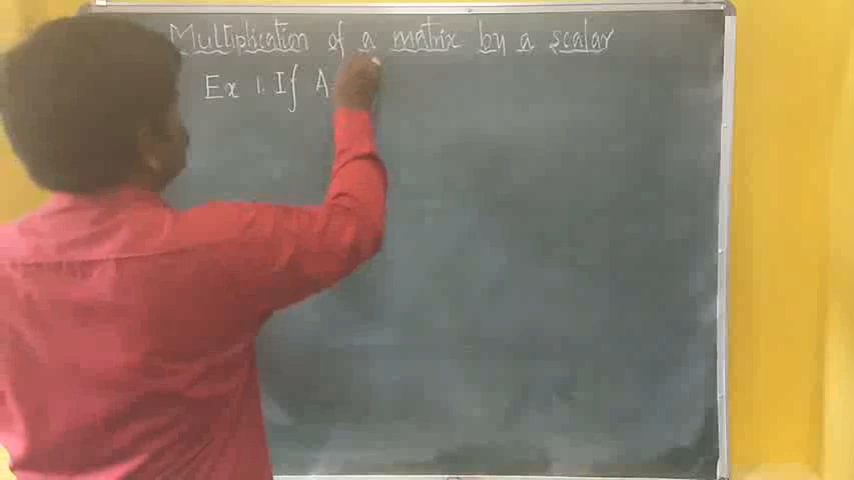 Multiplication of a matrix by a scalar
Ex 1. If A